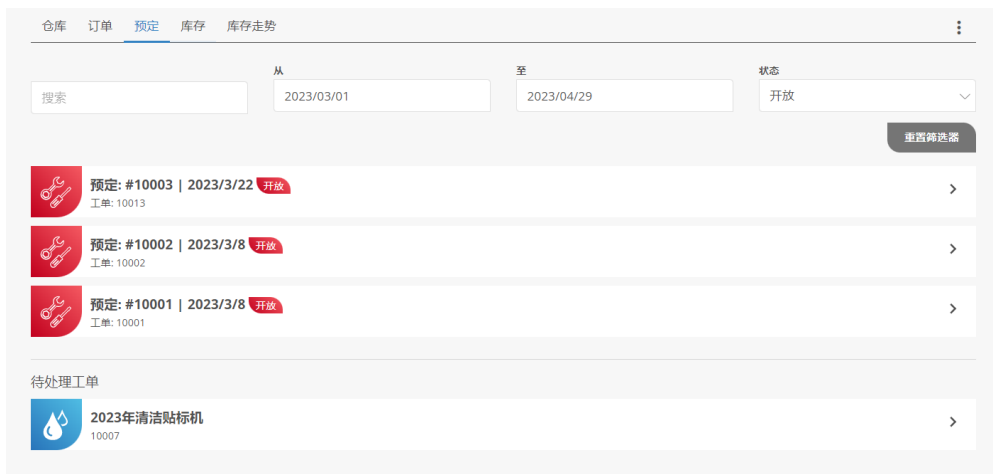 仓库 订单 预定 库存 库存走势
搜索
从
2023/03/01
至
2023/04/29
状态
开放
重置筛选器
预定: #10003 | 2023/3/22 开放
工单: 10013
预定: #10002 | 2023/3/8 开放
工单: 10002
预定: #10001 | 2023/3/8 开放
工单: 10001
待处理工单
2023年清洁贴标机
10007